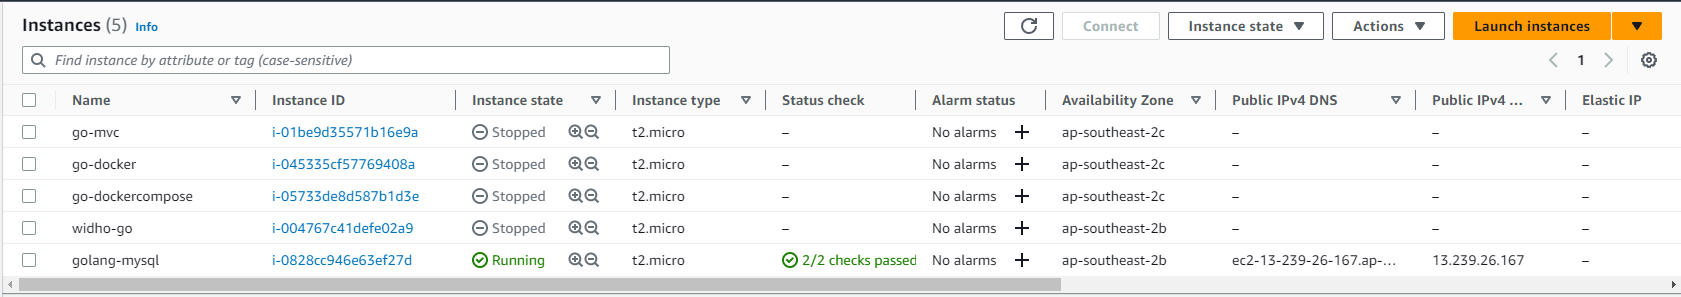 Instances (5) Info Connect Instance state Actions Launch instances
Find instance by attribute or tag (case-sensitive) 1
Name Instance ID Instance state Instance type Status check Alarm status Availability Zone Public IPv4 DNS Public IPv4 ... Elastic IP
go-mvc i-01be9d35571b16e9a Stopped t2.micro – No alarms + ap-southeast-2c – – –
go-docker i-045335cf57769408a Stopped t2.micro – No alarms + ap-southeast-2c – – –
go-dockercompose i-05733de8d587b1d3e Stopped t2.micro – No alarms + ap-southeast-2c – – –
widho-go i-004767c41defe02a9 Stopped t2.micro – No alarms + ap-southeast-2b – – –
golang-mysql i-0828cc946e63ef27d Running t2.micro 2/2 checks passed No alarms + ap-southeast-2b ec2-13-239-26-167.ap-... 13.239.26.167 –